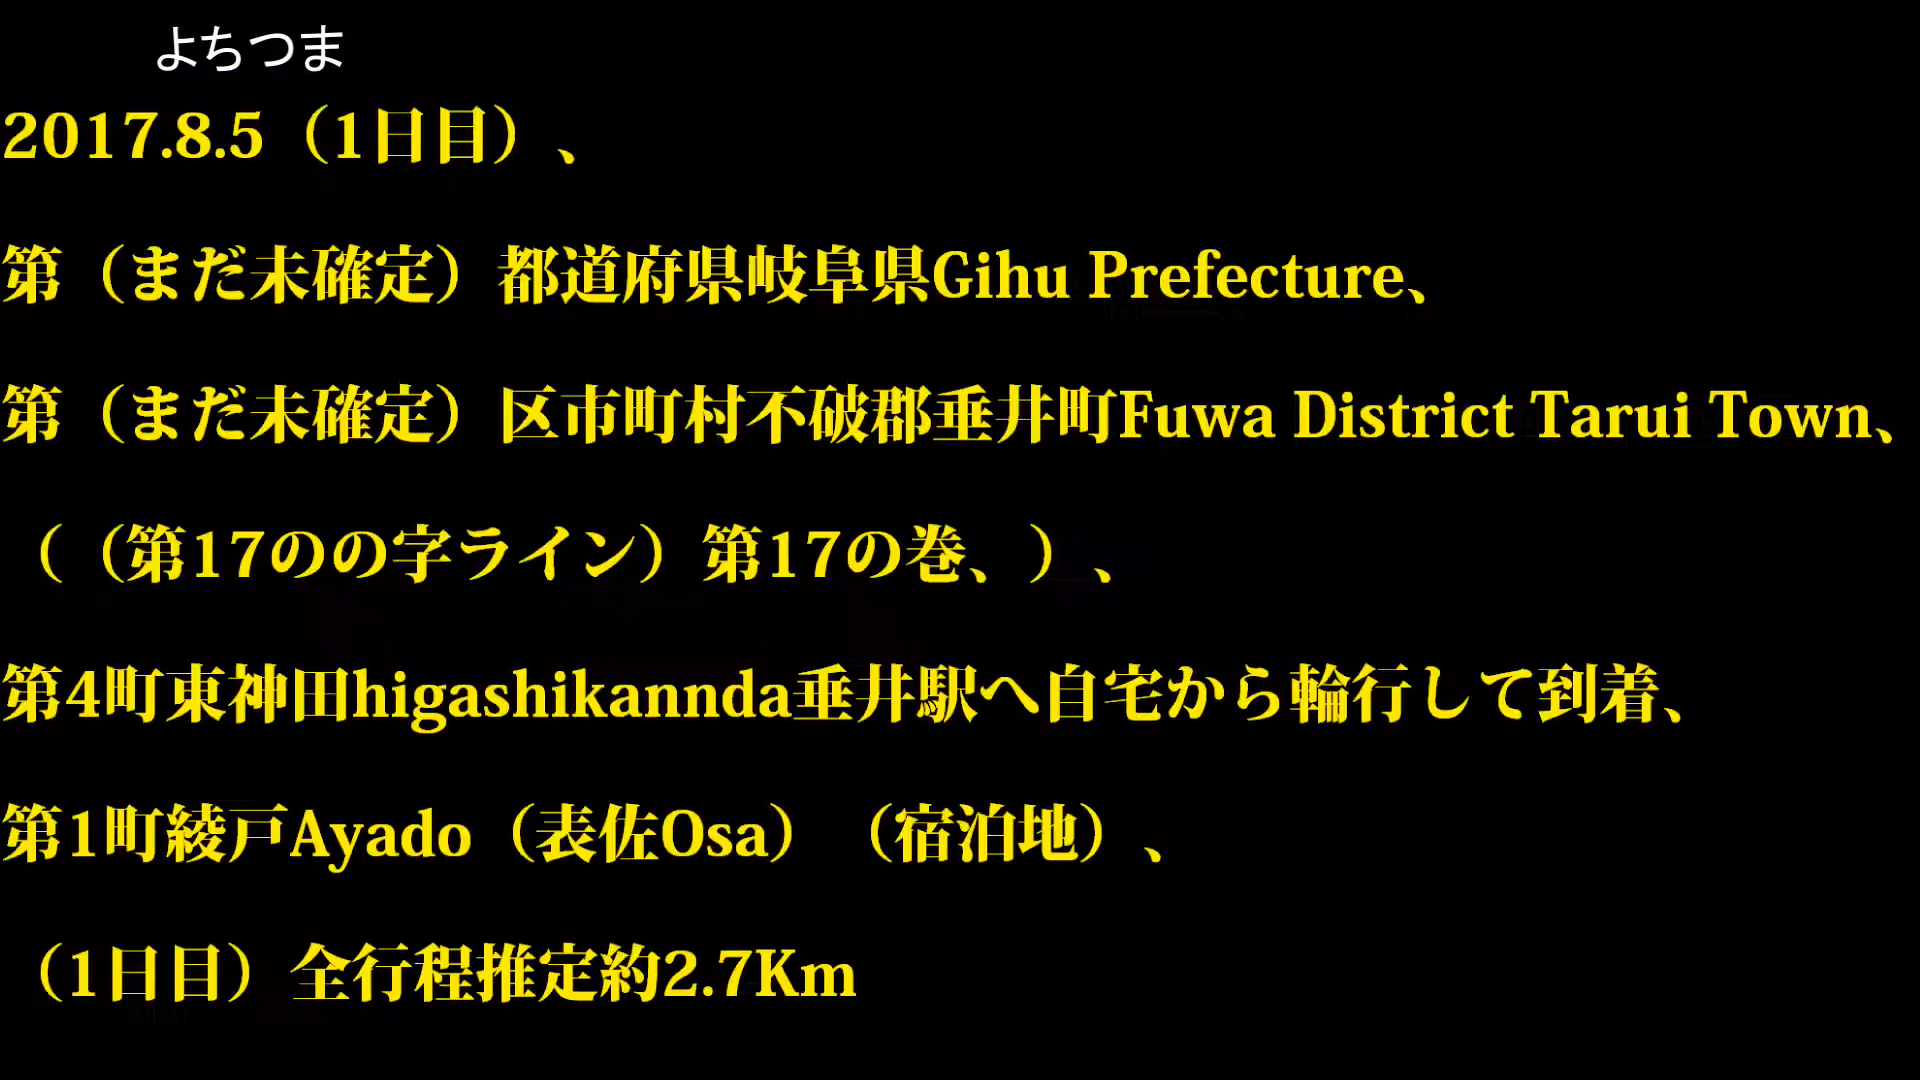 よちつま
2017.8.5（1日目）、
第（まだ未確定）都道府県岐阜県Gihu Prefecture、
第（まだ未確定）区市町村不破郡垂井町Fuwa District Tarui Town、
（（第17のの字ライン）第17の巻、）、
第4町東神田higashikannda垂井駅へ自宅から輪行して到着、
第1町綾戸Ayado（表佐Osa）（宿泊地）、
（1日目）全行程推定約2.7Km